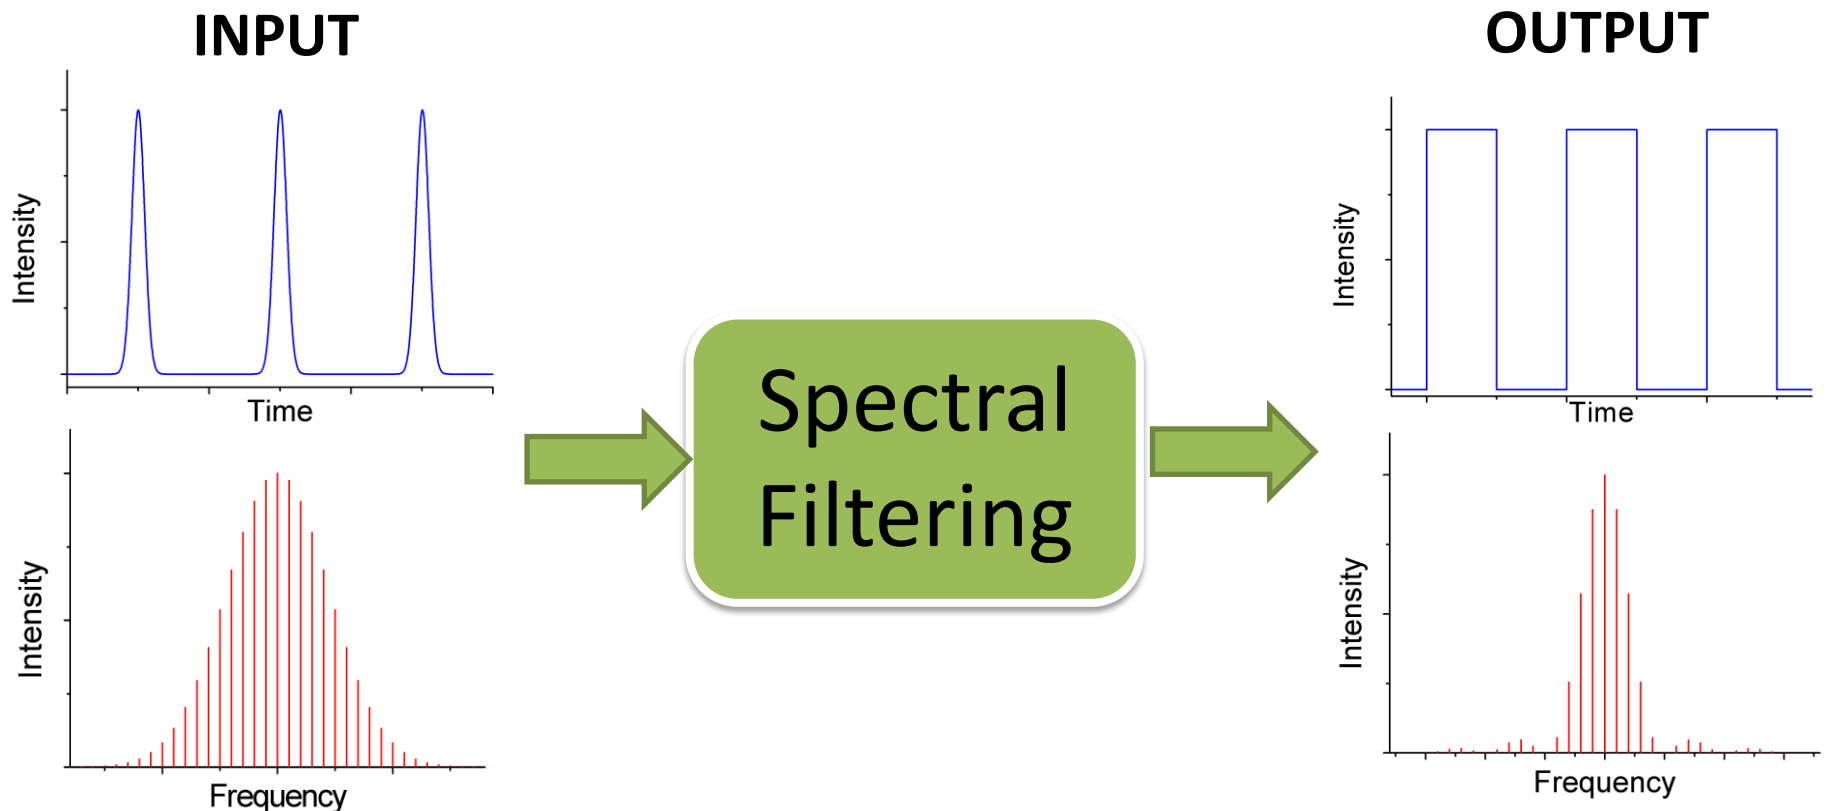 INPUT
Intensity
Time
Intensity
Frequency
Spectral
Filtering
OUTPUT
Intensity
Time
Intensity
Frequency